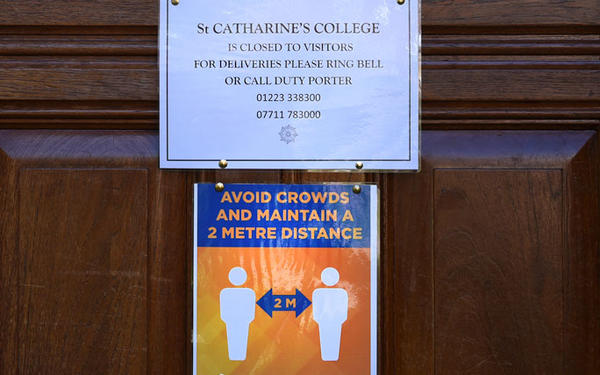 St CATHARINE'S COLLEGE
IS CLOSED TO VISITORS
FOR DELIVERIES PLEASE RING BELL
OR CALL DUTY PORTER
01223 338300
07711 783000
AVOID CROWDS
AND MAINTAIN A
2 METRE DISTANCE
2 M